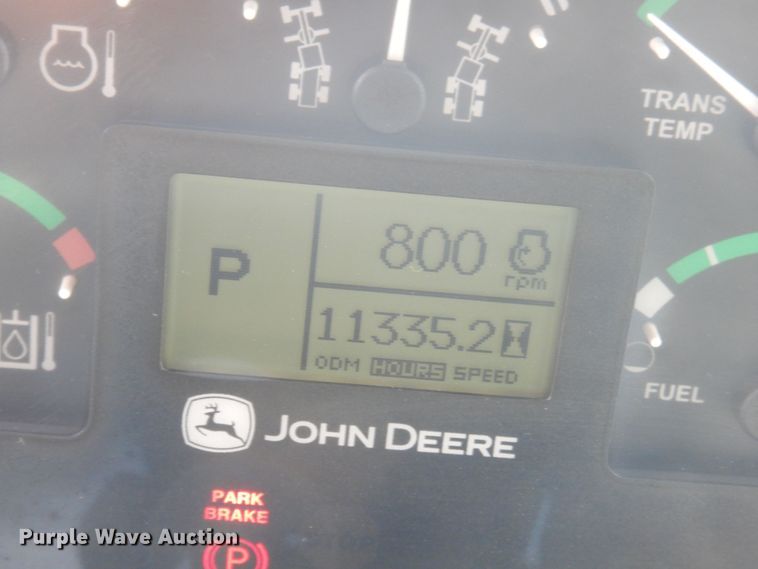 TRANS
TEMP
P
800
rpm
11335.2
ODM HOURS SPEED
FUEL
JOHN DEERE
PARK
BRAKE
P
Purple Wave Auction